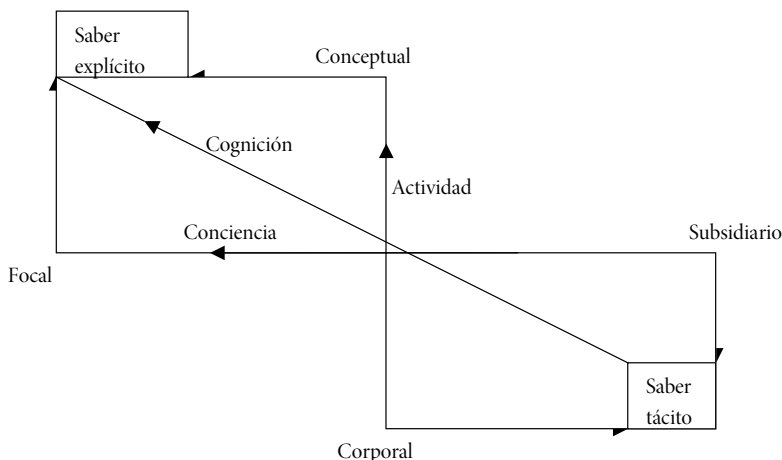 Saber
explícito
Conceptual
Cognición
Actividad
Conciencia
Subsidiario
Focal
Saber
tácito
Corporal